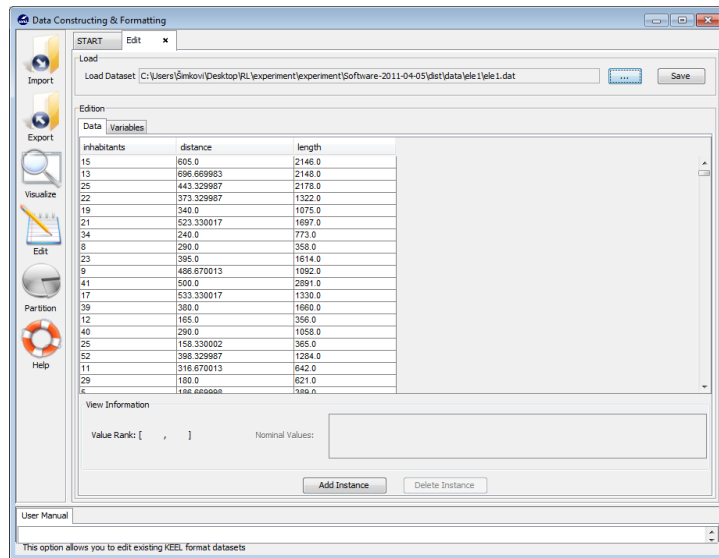 Data Constructing & Formatting
START Edit x
Load
Load Dataset C:\Users\Šimkovi\Desktop\RL\experiment\experiment\Software-2011-04-05\dist\data\ele1\ele1.dat ... Save
Import
Edition
Data Variables
Export
inhabitants distance length
15 605.0 2146.0
13 696.669983 2148.0
25 443.329987 2178.0
22 373.329987 1322.0
Visualize
19 340.0 1075.0
21 523.330017 1697.0
34 240.0 773.0
8 290.0 358.0
Edit
23 395.0 1614.0
9 486.670013 1092.0
41 500.0 2891.0
17 533.330017 1330.0
Partition
39 380.0 1660.0
12 165.0 356.0
40 290.0 1058.0
25 158.330002 365.0
Help
52 398.329987 1284.0
11 316.670013 642.0
29 180.0 621.0
5 186.669998 289.0
View Information
Value Rank: [ , ] Nominal Values:
Add Instance Delete Instance
User Manual
This option allows you to edit existing KEEL format datasets